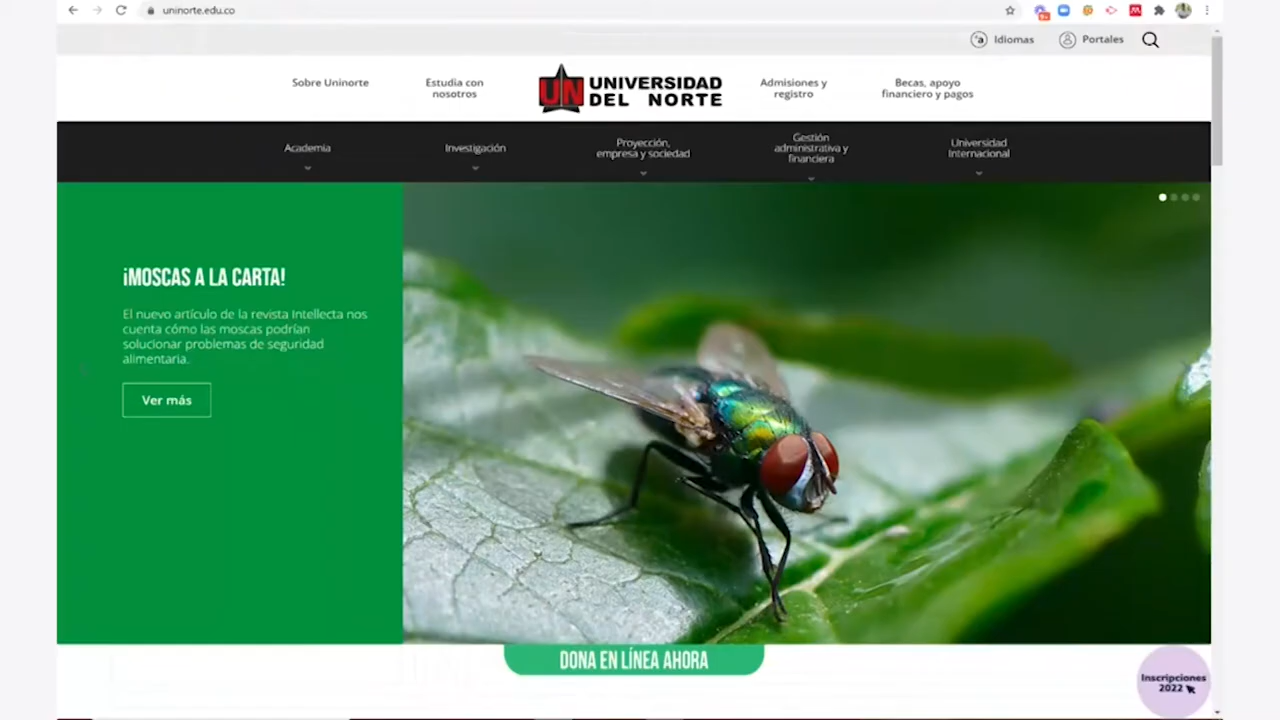 uninorte.edu.co
Idiomas
Portales
Sobre Uninorte
Estudia con
nosotros
UN UNIVERSIDAD
DEL NORTE
Admisiones y
registro
Becas, apoyo
financiero y pagos
Academia
Investigación
Proyección,
empresa y sociedad
Gestión
administrativa y
financiera
Universidad
Internacional
¡MOSCAS A LA CARTA!
El nuevo artículo de la revista Intellecta nos
cuenta cómo las moscas podrían
solucionar problemas de seguridad
alimentaria.
Ver más
DONA EN LÍNEA AHORA
Inscripciones
2022